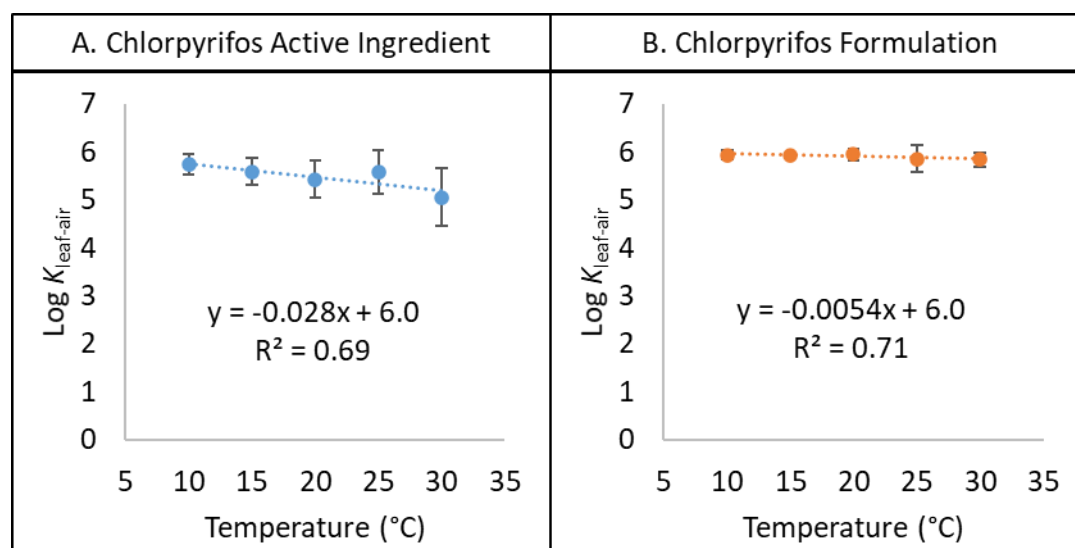 A. Chlorpyrifos Active Ingredient
Log K leaf-air
7
6
5
4
3
2
1
0
y = -0.028x + 6.0
R² = 0.69
5 10 15 20 25 30 35
Temperature (°C)
B. Chlorpyrifos Formulation
Log K leaf-air
7
6
5
4
3
2
1
0
y = -0.0054x + 6.0
R² = 0.71
5 10 15 20 25 30 35
Temperature (°C)